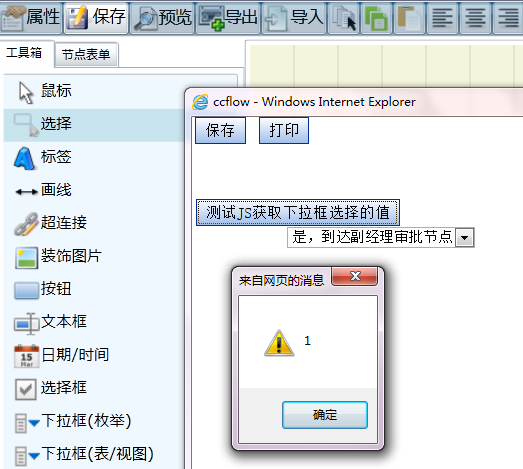 属性 保存 预览 导出 导入
工具箱 节点表单
鼠标
选择
标签
画线
超连接
装饰图片
按钮
文本框
15
Mar
日期/时间
选择框
下拉框(枚举)
下拉框(表/视图)
ccflow - Windows Internet Explorer
保存 打印
测试JS获取下拉框选择的值
是，到达副经理审批节点
来自网页的消息
1
确定